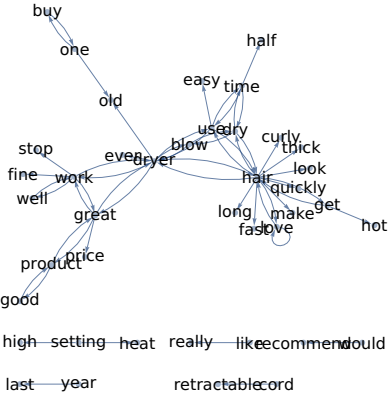 buy
half
one
easy time
old
use dry
curly
stop
blow
thick
even dryer
look
fine work
hair
quickly
well
get
great
long
make
hot
fast love
price
product
good
high setting heat really like recommend would
last year retractable cord